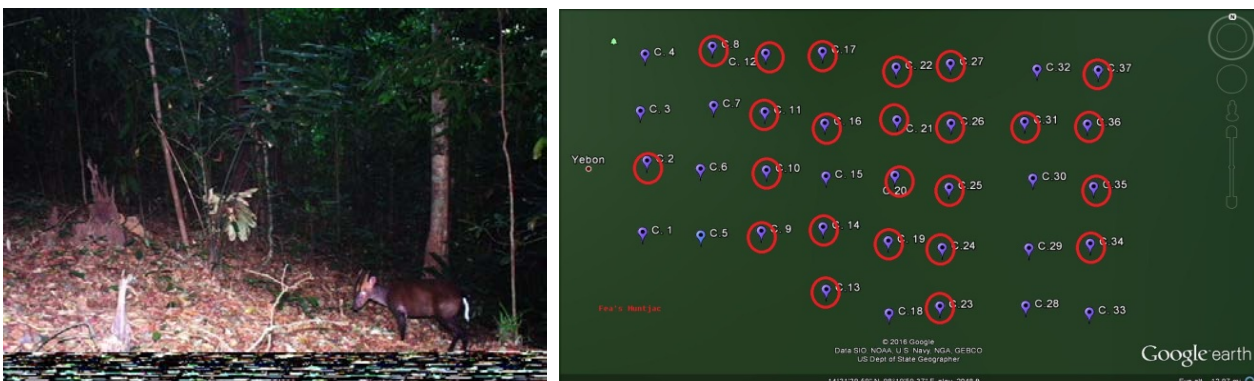 C. 4
C.8
C. 12
C.17
C. 22
C.27
C. 32
C.37
C. 3
C.7
C. 11
C. 16
C. 21
C. 26
C. 31
C. 36
Yebon
C.2
C.6
C.10
C. 15
C.20
C.25
C. 30
C. 35
C. 1
C.5
C. 9
C. 14
C. 19
C.24
C. 29
C. 34
C.13
C. 18
C.23
C. 28
C. 33
N
Fea's Muntjac
© 2016 Google
Data SIO, NOAA, U.S. Navy, NGA, GEBCO
US Dept of State Geographer
Google earth